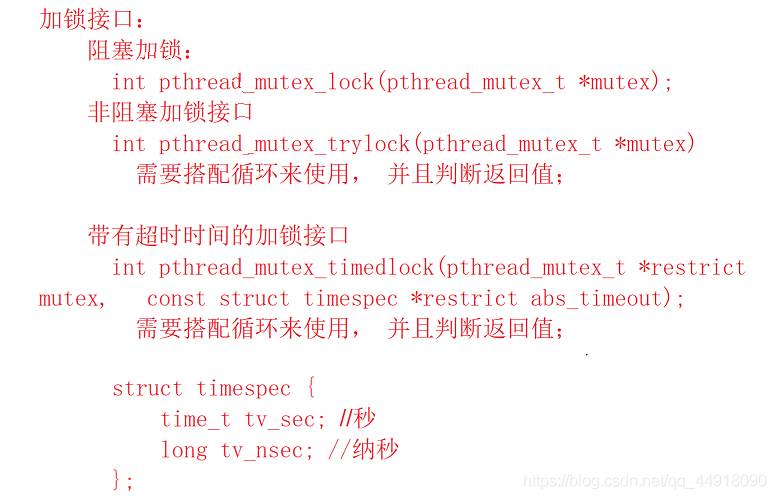 加锁接口：
阻塞加锁：
int pthread_mutex_lock(pthread_mutex_t *mutex);
非阻塞加锁接口
int pthread_mutex_trylock(pthread_mutex_t *mutex)
需要搭配循环来使用， 并且判断返回值；
带有超时时间的加锁接口
int pthread_mutex_timedlock(pthread_mutex_t *restrict
mutex,   const struct timespec *restrict abs_timeout);
需要搭配循环来使用， 并且判断返回值；
struct timespec {
time_t tv_sec; //秒
long tv_nsec; //纳秒
};
https://blog.csdn.net/qq_44918090